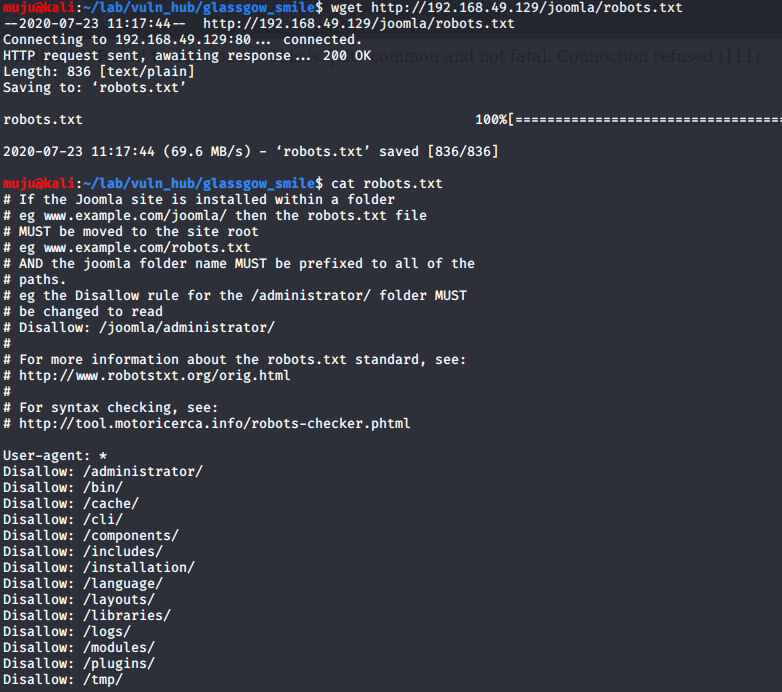 muju@kali:~/lab/vuln_hub/glassgow_smile$ wget http://192.168.49.129/joomla/robots.txt
--2020-07-23 11:17:44-- http://192.168.49.129/joomla/robots.txt
Connecting to 192.168.49.129:80... connected.
HTTP request sent, awaiting response... 200 OK
common and not fatal. Connection refused (111)
Length: 836 [text/plain]
Saving to: ‘robots.txt’
robots.txt 100%[==================================
2020-07-23 11:17:44 (69.6 MB/s) - ‘robots.txt’ saved [836/836]
muju@kali:~/lab/vuln_hub/glassgow_smile$ cat robots.txt
# If the Joomla site is installed within a folder
# eg www.example.com/joomla/ then the robots.txt file
# MUST be moved to the site root
# eg www.example.com/robots.txt
# AND the joomla folder name MUST be prefixed to all of the
# paths.
# eg the Disallow rule for the /administrator/ folder MUST
# be changed to read
# Disallow: /joomla/administrator/
#
# For more information about the robots.txt standard, see:
# http://www.robotstxt.org/orig.html
#
# For syntax checking, see:
# http://tool.motoricerca.info/robots-checker.phtml
User-agent: *
Disallow: /administrator/
Disallow: /bin/
Disallow: /cache/
Disallow: /cli/
Disallow: /components/
Disallow: /includes/
Disallow: /installation/
Disallow: /language/
Disallow: /layouts/
Disallow: /libraries/
Disallow: /logs/
Disallow: /modules/
Disallow: /plugins/
Disallow: /tmp/